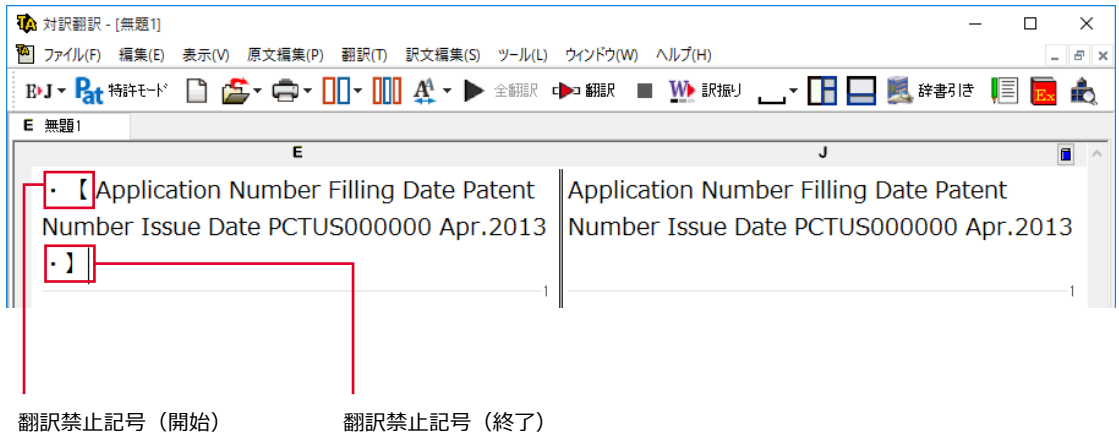 対訳翻訳 - [無題1]
ファイル(F) 編集(E) 表示(V) 原文編集(P) 翻訳(T) 訳文編集(S) ツール(L) ウィンドウ(W) ヘルプ(H)
E▸J Pat 特許モード A A 全翻訳 翻訳 W 訳振り 辞書引き Ex
E 無題1
E J
・【Application Number Filling Date Patent
Number Issue Date PCTUS000000 Apr.2013
・】
1
Application Number Filling Date Patent
Number Issue Date PCTUS000000 Apr.2013
1
翻訳禁止記号（開始） 翻訳禁止記号（終了）